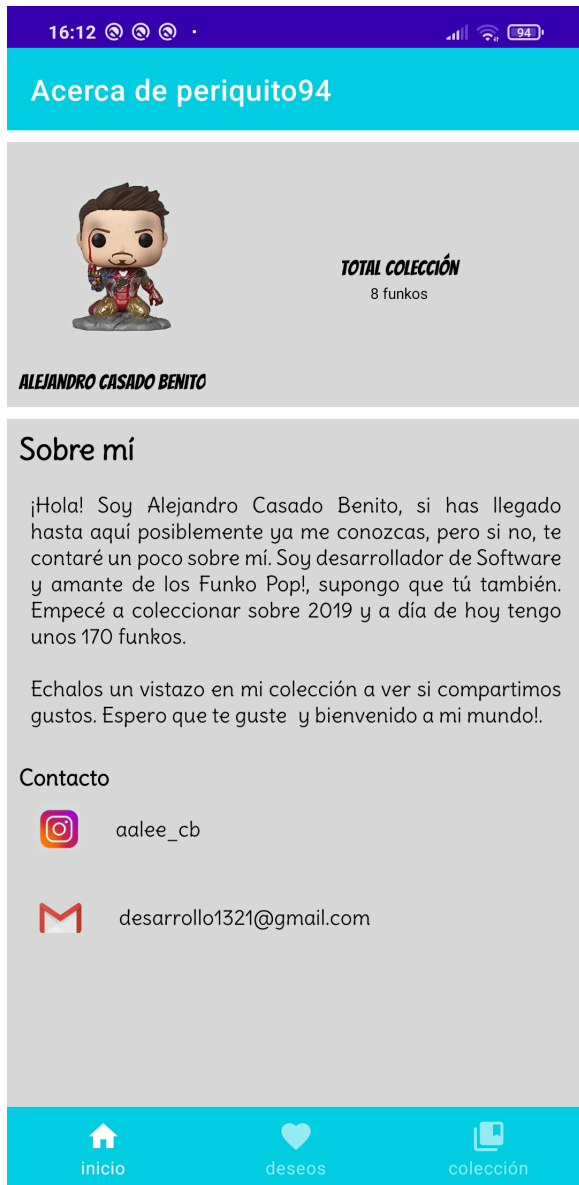 16:12
94
Acerca de periquito94
TOTAL COLECCIÓN
8 funkos
ALEJANDRO CASADO BENITO
Sobre mí
¡Hola! Soy Alejandro Casado Benito, si has llegado
hasta aquí posiblemente ya me conozcas, pero si no, te
contaré un poco sobre mí. Soy desarrollador de Software
y amante de los Funko Pop!, supongo que tú también.
Empecé a coleccionar sobre 2019 y a día de hoy tengo
unos 170 funkos.
Echalos un vistazo en mi colección a ver si compartimos
gustos. Espero que te guste  y bienvenido a mi mundo!.
Contacto
aalee_cb
desarrollo1321@gmail.com
inicio
deseos
colección